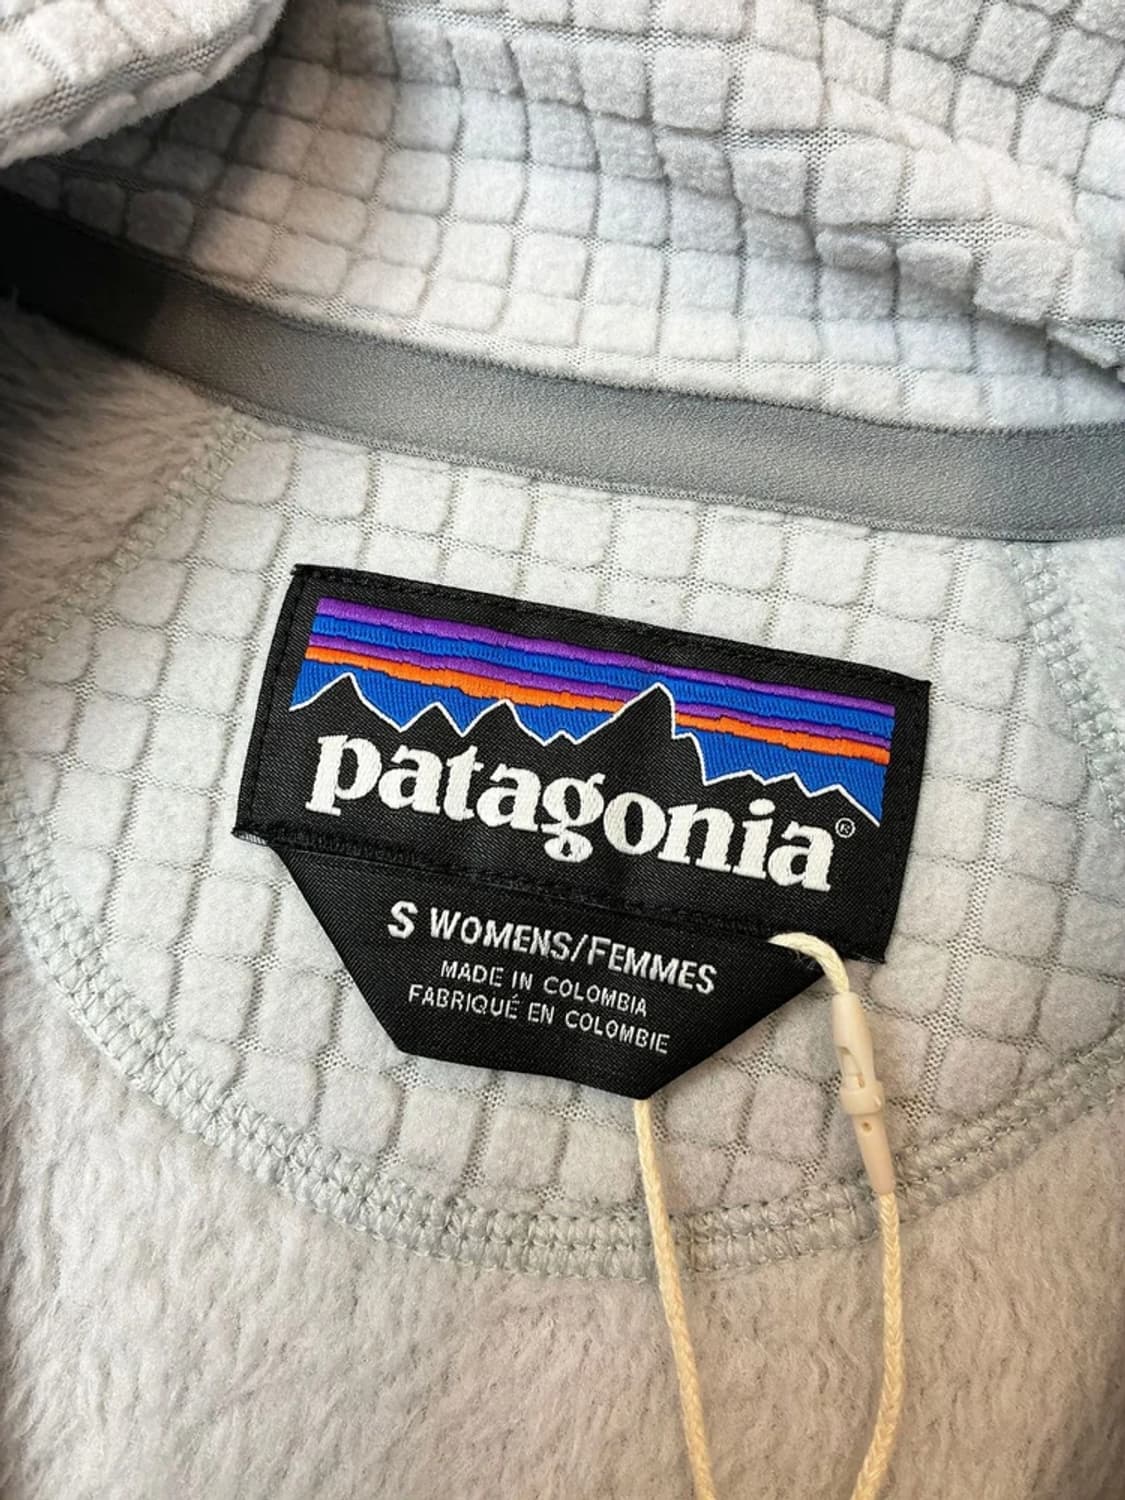 patagonia®
S WOMENS/FEMMES
MADE IN COLOMBIA
FABRIQUÉ EN COLOMBIE